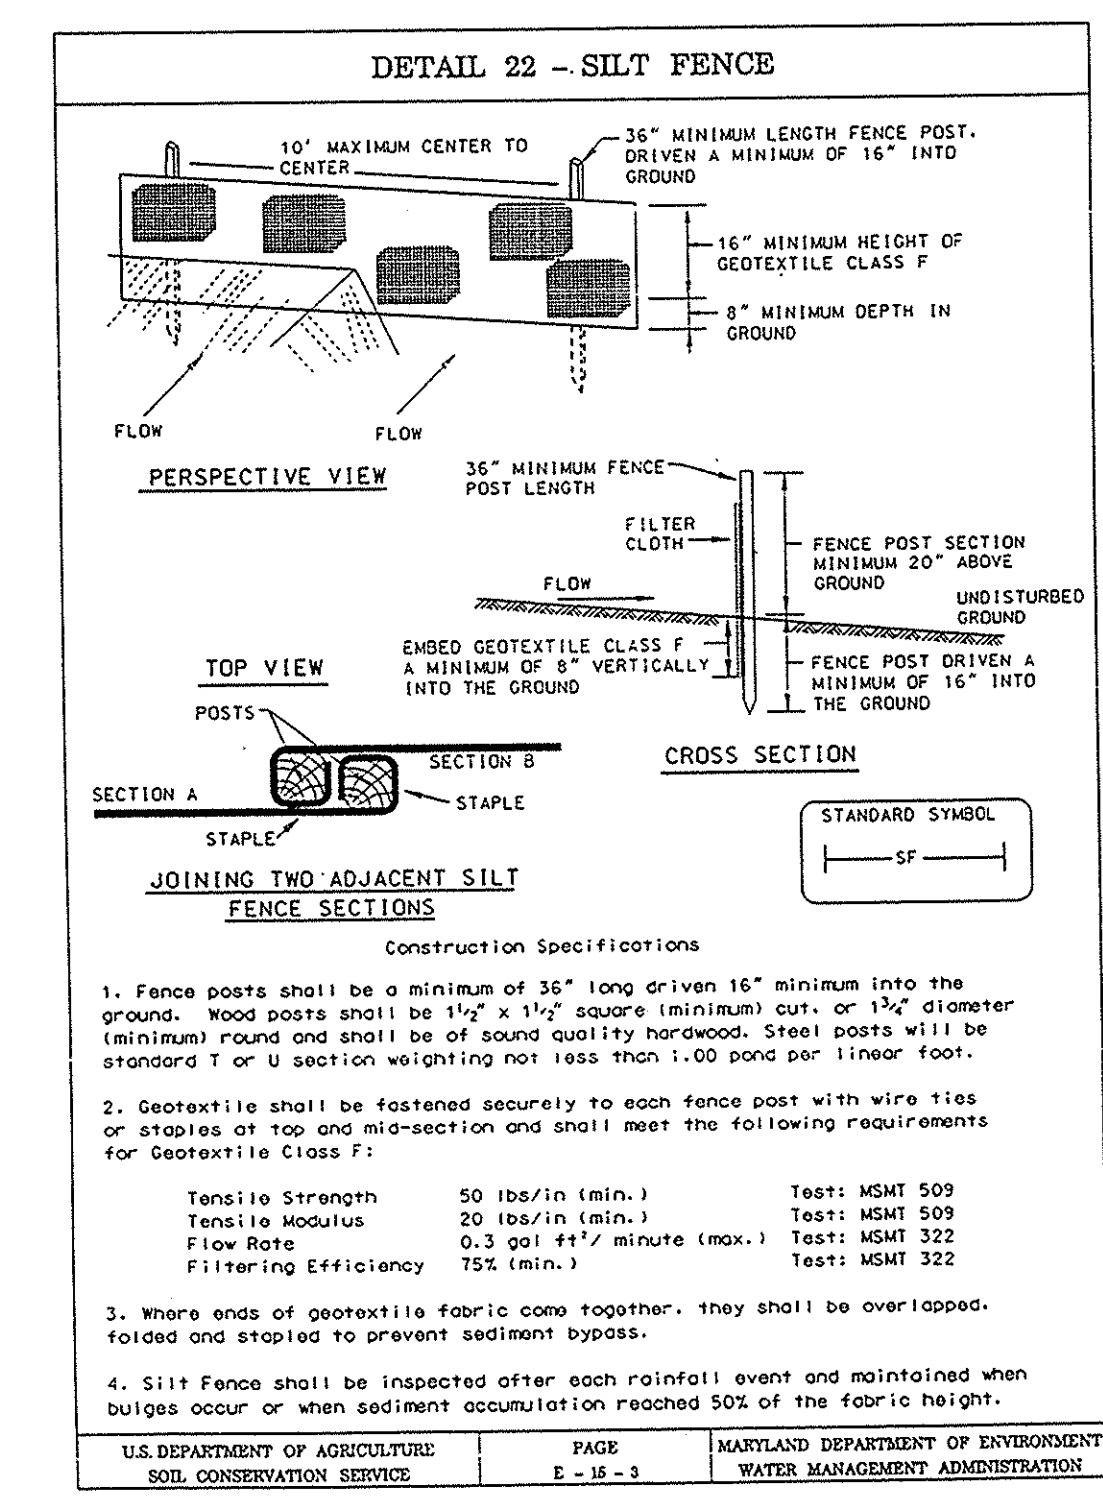 DETAIL 22 - SILT FENCE
10' MAXIMUM CENTER TO
CENTER
36" MINIMUM LENGTH FENCE POST.
DRIVEN A MINIMUM OF 16" INTO
GROUND
16" MINIMUM HEIGHT OF
GEOTEXTILE CLASS F
8" MINIMUM DEPTH IN
GROUND
FLOW
FLOW
PERSPECTIVE VIEW
36" MINIMUM FENCE
POST LENGTH
FILTER
CLOTH
FLOW
FENCE POST SECTION
MINIMUM 20" ABOVE
GROUND
UNDISTURBED
GROUND
EMBED GEOTEXTILE CLASS F
A MINIMUM OF 8" VERTICALLY
INTO THE GROUND
FENCE POST DRIVEN A
MINIMUM OF 16" INTO
THE GROUND
CROSS SECTION
TOP VIEW
POSTS
SECTION B
SECTION A
STAPLE
STAPLE
JOINING TWO ADJACENT SILT
FENCE SECTIONS
STANDARD SYMBOL
SF
Construction Specifications
1. Fence posts shall be a minimum of 36" long driven 16" minimum into the
ground. Wood posts shall be 1 1/2" x 1 1/2" square (minimum) cut. or 1 3/4" diameter
(minimum) round and shall be of sound quality hardwood. Steel posts will be
standard T or U section weighting not less than 1.00 pond per linear foot.
2. Geotextile shall be fastened securely to each fence post with wire ties
or staples at top and mid-section and shall meet the following requirements
for Geotextile Class F:
Tensile Strength 50 lbs/in (min.) Test: MSMT 509
Tensile Modulus 20 lbs/in (min.) Test: MSMT 509
Flow Rate 0.3 gal ft²/ minute (max.) Test: MSMT 322
Filtering Efficiency 75% (min.) Test: MSMT 322
3. Where ends of geotextile fabric come together. they shall be overlapped.
folded and stapled to prevent sediment bypass.
4. Silt Fence shall be inspected after each rainfall event and maintained when
bulges occur or when sediment accumulation reached 50% of the fabric height.
U.S. DEPARTMENT OF AGRICULTURE
SOIL CONSERVATION SERVICE
PAGE
E - 15 - 3
MARYLAND DEPARTMENT OF ENVIRONMENT
WATER MANAGEMENT ADMINISTRATION